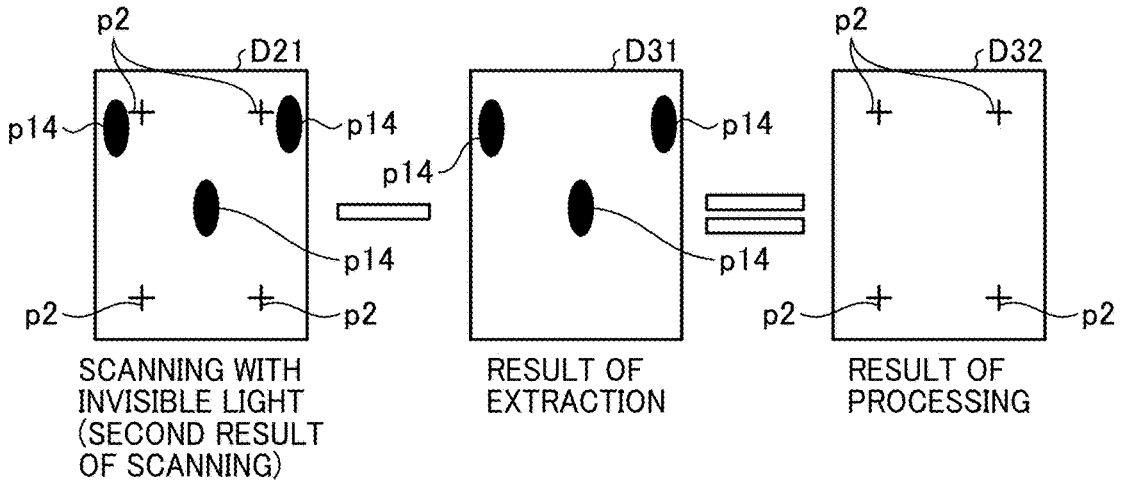 p2
D21
p14
p14
p14
p2
p2
SCANNING WITH
INVISIBLE LIGHT
(SECOND RESULT
OF SCANNING)
D31
p14
p14
p14
RESULT OF
EXTRACTION
p2
D32
p2
p2
RESULT OF
PROCESSING